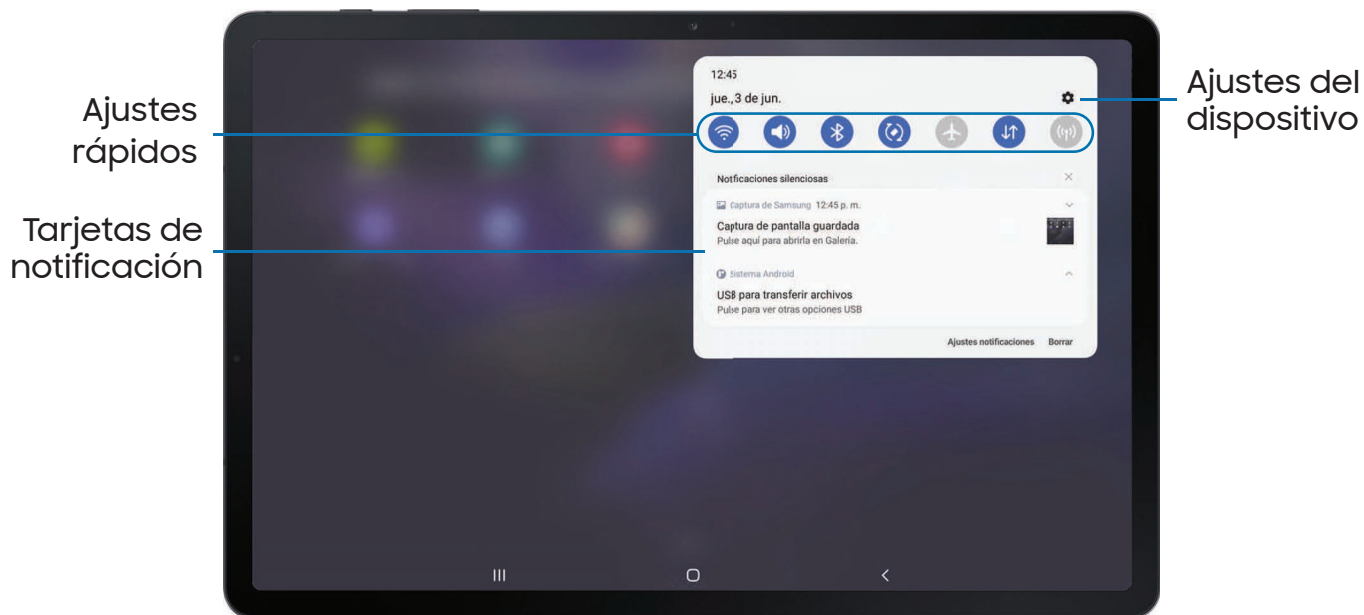 12:45
jue., 3 de jun.
Ajustes del
dispositivo
Ajustes
rápidos
Notficaciones silenciosas
Captura de Samsung 12:45 p. m.
Captura de pantalla guardada
Pulse aquí para abrirla en Galería.
Tarjetas de
notificación
Sistema Android
USB para transferir archivos
Pulse para ver otras opciones USB
Ajustes notificaciones Borrar